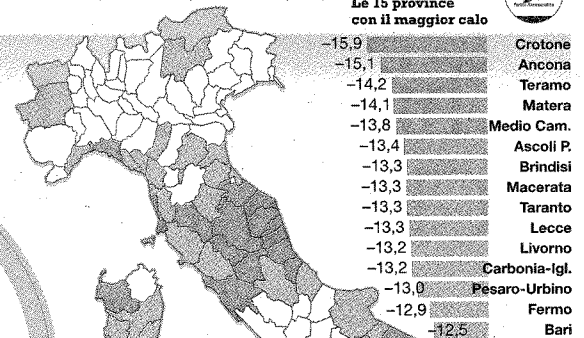 Le 15 province
con il maggior calo
Partito Democratico
–15,9 Crotone
–15,1 Ancona
–14,2 Teramo
–14,1 Matera
–13,8 Medio Cam.
–13,4 Ascoli P.
–13,3 Brindisi
–13,3 Macerata
–13,3 Taranto
–13,3 Lecce
–13,2 Livorno
–13,2 Carbonia-Igl.
–13,0 Pesaro-Urbino
–12,9 Fermo
–12,5 Bari